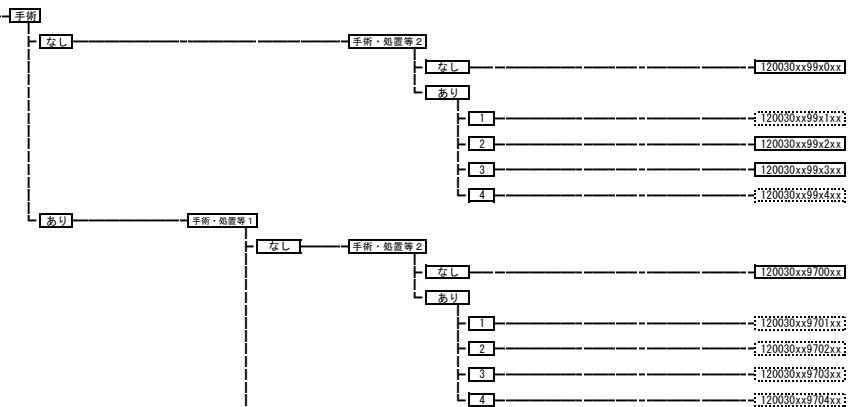 手術
なし 手術・処置等2
なし 120030xx99x0xx
あり
1 120030xx99x1xx
2 120030xx99x2xx
3 120030xx99x3xx
4 120030xx99x4xx
あり 手術・処置等1
なし 手術・処置等2
なし 120030xx9700xx
あり
1 120030xx9701xx
2 120030xx9702xx
3 120030xx9703xx
4 120030xx9704xx